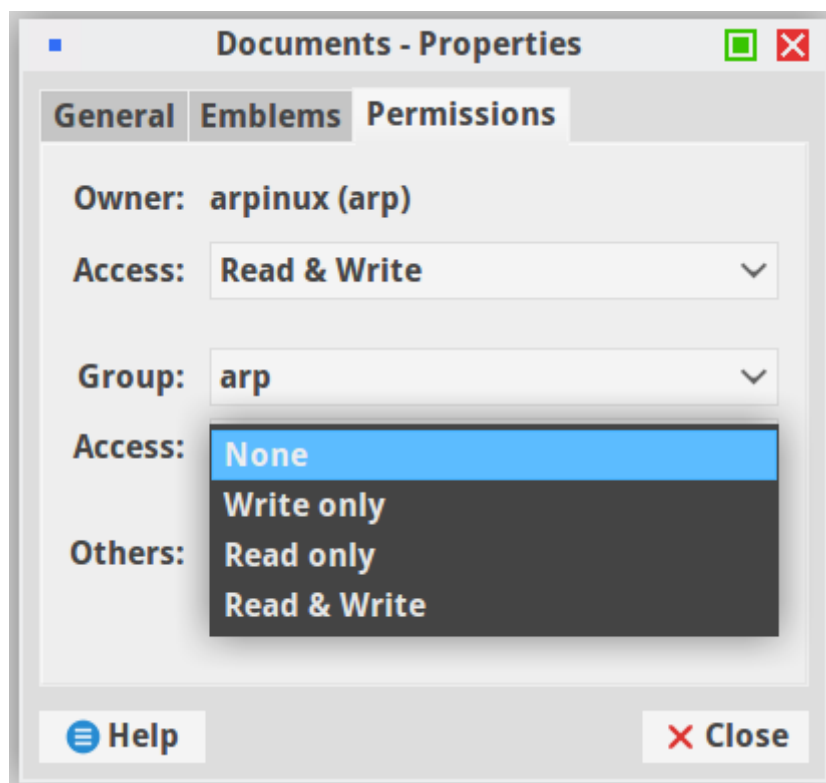 Documents - Properties
General Emblems Permissions
Owner: arpinux (arp)
Access: Read & Write
Group: arp
Access: None
Write only
Others: Read only
Read & Write
Help Close